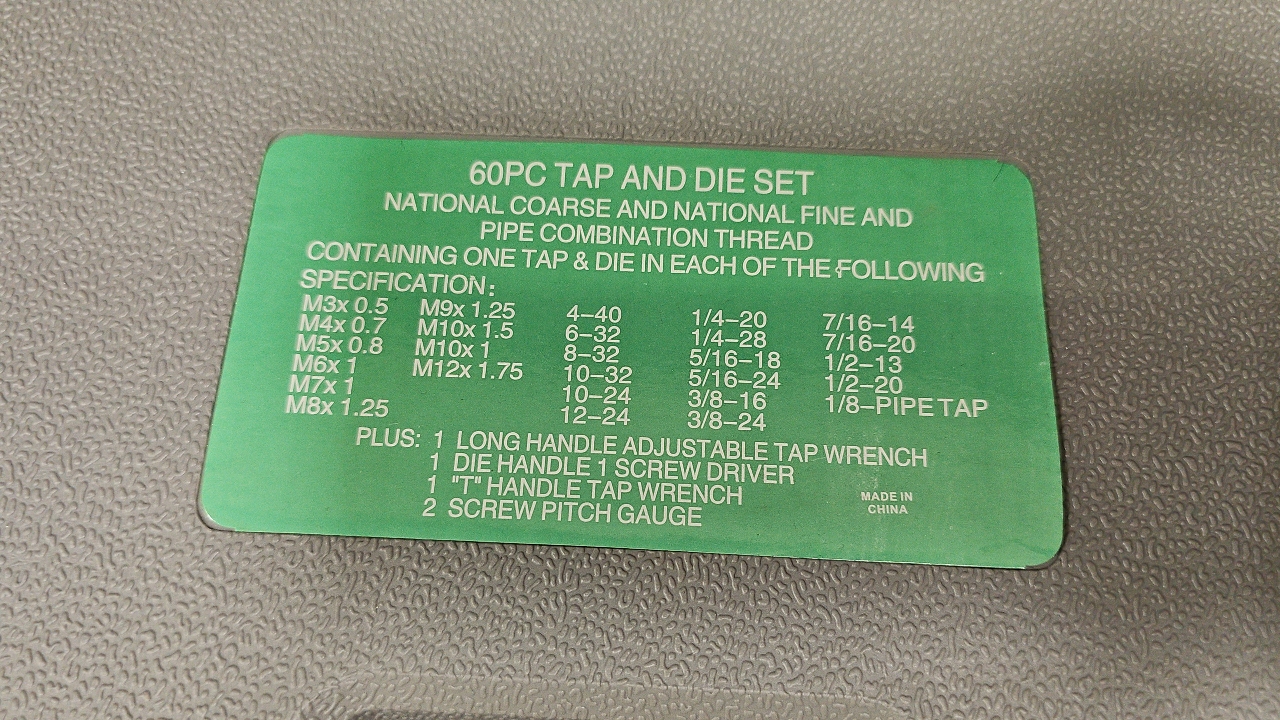 60PC TAP AND DIE SET
NATIONAL COARSE AND NATIONAL FINE AND
PIPE COMBINATION THREAD
CONTAINING ONE TAP & DIE IN EACH OF THE FOLLOWING
SPECIFICATION:
M3x 0.5 M9x 1.25 4–40 1/4–20 7/16–14
M4x 0.7 M10x 1.5 6–32 1/4–28 7/16–20
M5x 0.8 M10x 1 8–32 5/16–18 1/2–13
M6x 1 M12x 1.75 10–32 5/16–24 1/2–20
M7x 1 10–24 3/8–16 1/8–PIPE TAP
M8x 1.25 12–24 3/8–24
PLUS: 1 LONG HANDLE ADJUSTABLE TAP WRENCH
1 DIE HANDLE 1 SCREW DRIVER
1 "T" HANDLE TAP WRENCH
2 SCREW PITCH GAUGE
MADE IN
CHINA